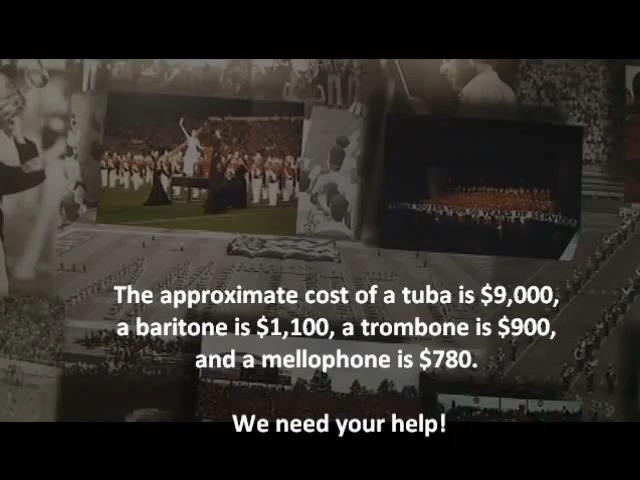 The approximate cost of a tuba is $9,000,
a baritone is $1,100, a trombone is $900,
and a mellophone is $780.
We need your help!